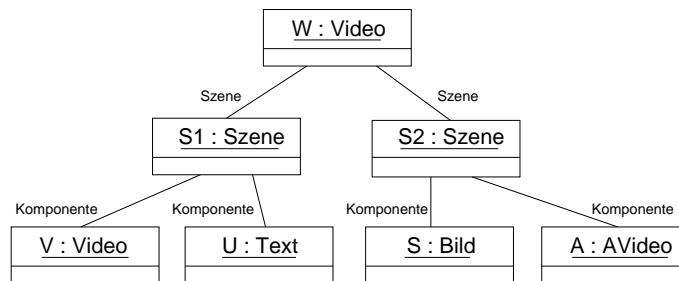 W : Video
Szene
Szene
S1 : Szene
S2 : Szene
Komponente
Komponente
Komponente
Komponente
V : Video
U : Text
S : Bild
A : AVideo